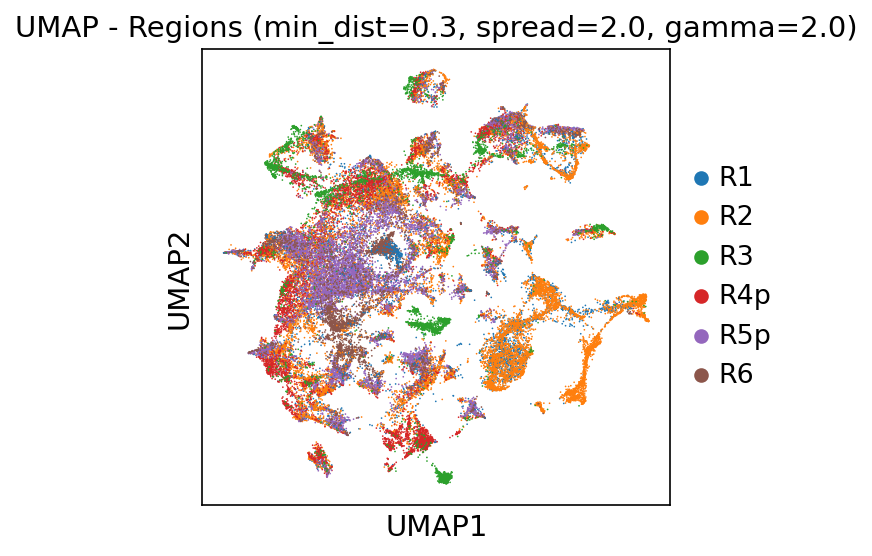 UMAP - Regions (min_dist=0.3, spread=2.0, gamma=2.0)
UMAP2
R1
R2
R3
R4p
R5p
R6
UMAP1